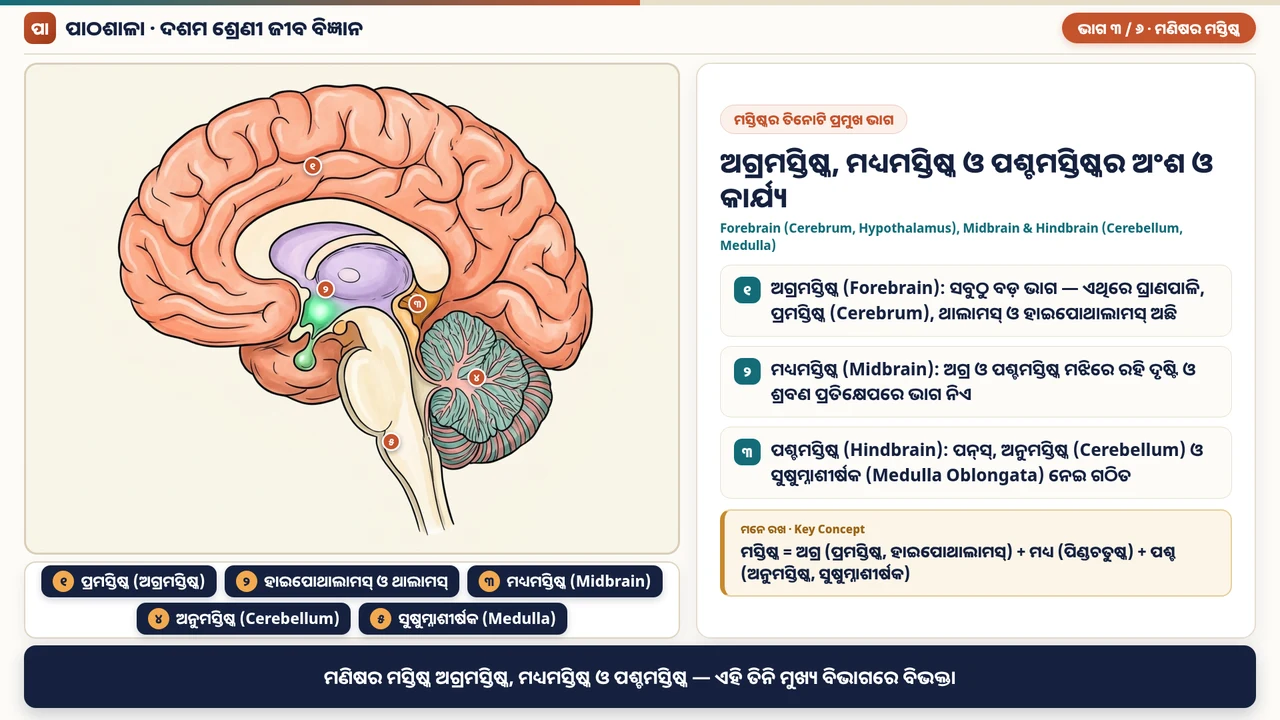 ପା ପାଠଶାଳା · ଦଶମ ଶ୍ରେଣୀ ଜୀବ ବିଜ୍ଞାନ
ଭାଗ ୩ / ୬ · ମଣିଷର ମସ୍ତିଷ୍କ
୧
୨
୩
୪
୫
୧ ପ୍ରମସ୍ତିଷ୍କ (ଅଗ୍ରମସ୍ତିଷ୍କ) ୨ ହାଇପୋଥାଲାମସ୍ ଓ ଥାଲାମସ୍ ୩ ମଧ୍ୟମସ୍ତିଷ୍କ (Midbrain)
୪ ଅନୁମସ୍ତିଷ୍କ (Cerebellum) ୫ ସୁଷୁମ୍ନାଶୀର୍ଷକ (Medulla)
ମସ୍ତିଷ୍କର ତିନୋଟି ପ୍ରମୁଖ ଭାଗ
ଅଗ୍ରମସ୍ତିଷ୍କ, ମଧ୍ୟମସ୍ତିଷ୍କ ଓ ପଶ୍ଚମସ୍ତିଷ୍କର ଅଂଶ ଓ
କାର୍ଯ୍ୟ
Forebrain (Cerebrum, Hypothalamus), Midbrain & Hindbrain (Cerebellum,
Medulla)
୧ ଅଗ୍ରମସ୍ତିଷ୍କ (Forebrain): ସବୁଠୁ ବଡ଼ ଭାଗ — ଏଥିରେ ଘ୍ରାଣପାଳି,
ପ୍ରମସ୍ତିଷ୍କ (Cerebrum), ଥାଲାମସ୍ ଓ ହାଇପୋଥାଲାମସ୍ ଅଛି
୨ ମଧ୍ୟମସ୍ତିଷ୍କ (Midbrain): ଅଗ୍ର ଓ ପଶ୍ଚମସ୍ତିଷ୍କ ମଝିରେ ରହି ଦୃଷ୍ଟି ଓ
ଶ୍ରବଣ ପ୍ରତିକ୍ଷେପରେ ଭାଗ ନିଏ
୩ ପଶ୍ଚମସ୍ତିଷ୍କ (Hindbrain): ପନ୍‌ସ୍, ଅନୁମସ୍ତିଷ୍କ (Cerebellum) ଓ
ସୁଷୁମ୍ନାଶୀର୍ଷକ (Medulla Oblongata) ନେଇ ଗଠିତ
ମନେ ରଖ · Key Concept
ମସ୍ତିଷ୍କ = ଅଗ୍ର (ପ୍ରମସ୍ତିଷ୍କ, ହାଇପୋଥାଲାମସ୍) + ମଧ୍ୟ (ପିଣ୍ଡଚତୁଷ୍କ) + ପଶ୍ଚ
(ଅନୁମସ୍ତିଷ୍କ, ସୁଷୁମ୍ନାଶୀର୍ଷକ)
ମଣିଷର ମସ୍ତିଷ୍କ ଅଗ୍ରମସ୍ତିଷ୍କ, ମଧ୍ୟମସ୍ତିଷ୍କ ଓ ପଶ୍ଚମସ୍ତିଷ୍କ — ଏହି ତିନି ମୁଖ୍ୟ ବିଭାଗରେ ବିଭକ୍ତ।